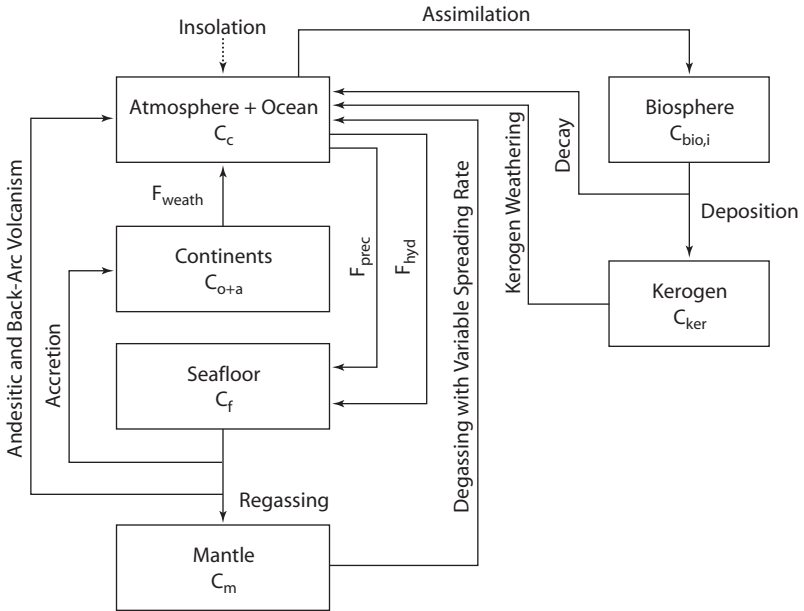 Assimilation
Insolation
Atmosphere + Ocean
C_c
Biosphere
C_bio,i
Andesitic and Back-Arc Volcanism
Accretion
F_weath
F_prec
F_hyd
Degassing with Variable Spreading Rate
Kerogen Weathering
Decay
Deposition
Continents
C_o+a
Kerogen
C_ker
Seafloor
C_f
Regassing
Mantle
C_m